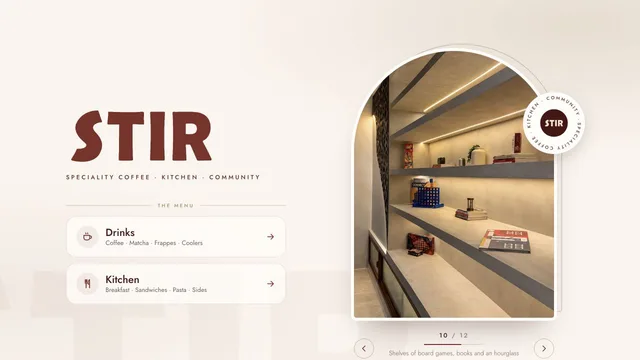 STIR
SPECIALITY COFFEE · KITCHEN · COMMUNITY
THE MENU
Drinks
Coffee · Matcha · Frappes · Coolers
Kitchen
Breakfast · Sandwiches · Pasta · Sides
KITCHEN · COMMUNITY · SPECIALITY COFFEE ·
STIR
10 / 12
Shelves of board games, books and an hourglass